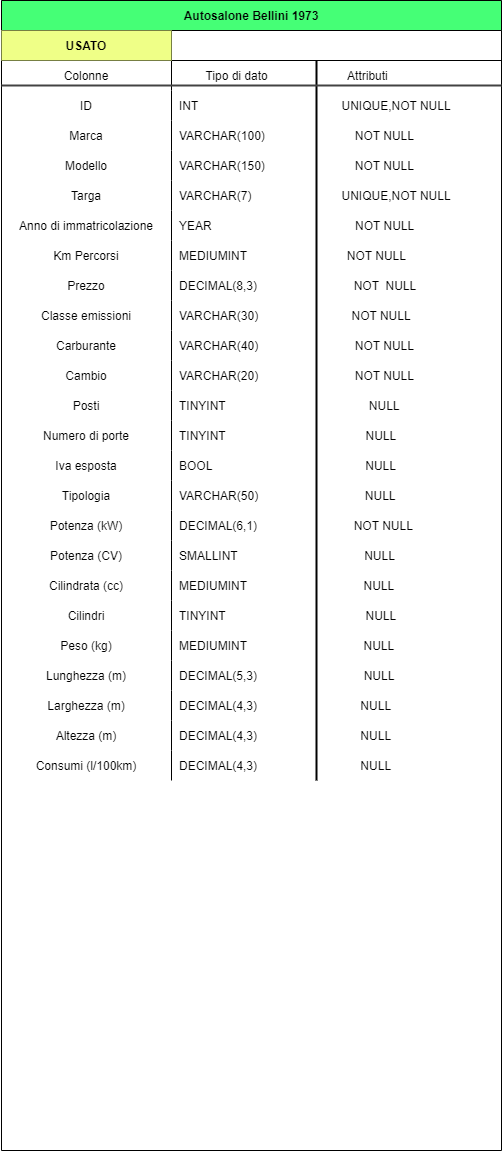 Autosalone Bellini 1973
USATO
Colonne Tipo di dato Attributi
ID INT UNIQUE,NOT NULL
Marca VARCHAR(100) NOT NULL
Modello VARCHAR(150) NOT NULL
Targa VARCHAR(7) UNIQUE,NOT NULL
Anno di immatricolazione YEAR NOT NULL
Km Percorsi MEDIUMINT NOT NULL
Prezzo DECIMAL(8,3) NOT NULL
Classe emissioni VARCHAR(30) NOT NULL
Carburante VARCHAR(40) NOT NULL
Cambio VARCHAR(20) NOT NULL
Posti TINYINT NULL
Numero di porte TINYINT NULL
Iva esposta BOOL NULL
Tipologia VARCHAR(50) NULL
Potenza (kW) DECIMAL(6,1) NOT NULL
Potenza (CV) SMALLINT NULL
Cilindrata (cc) MEDIUMINT NULL
Cilindri TINYINT NULL
Peso (kg) MEDIUMINT NULL
Lunghezza (m) DECIMAL(5,3) NULL
Larghezza (m) DECIMAL(4,3) NULL
Altezza (m) DECIMAL(4,3) NULL
Consumi (l/100km) DECIMAL(4,3) NULL